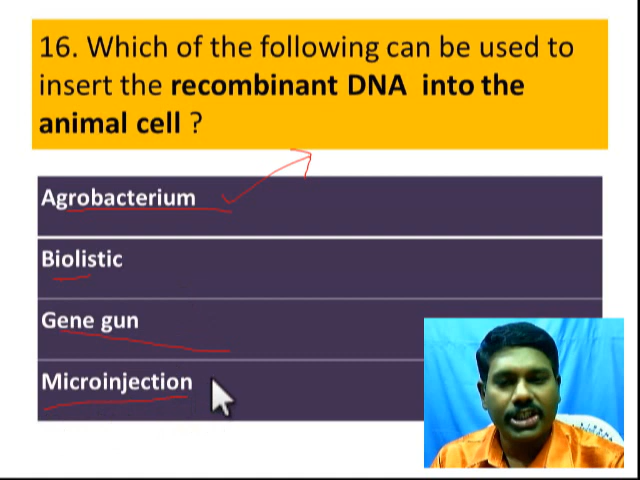 16. Which of the following can be used to
insert the recombinant DNA into the
animal cell ?
Agrobacterium
Biolistic
Gene gun
Microinjection